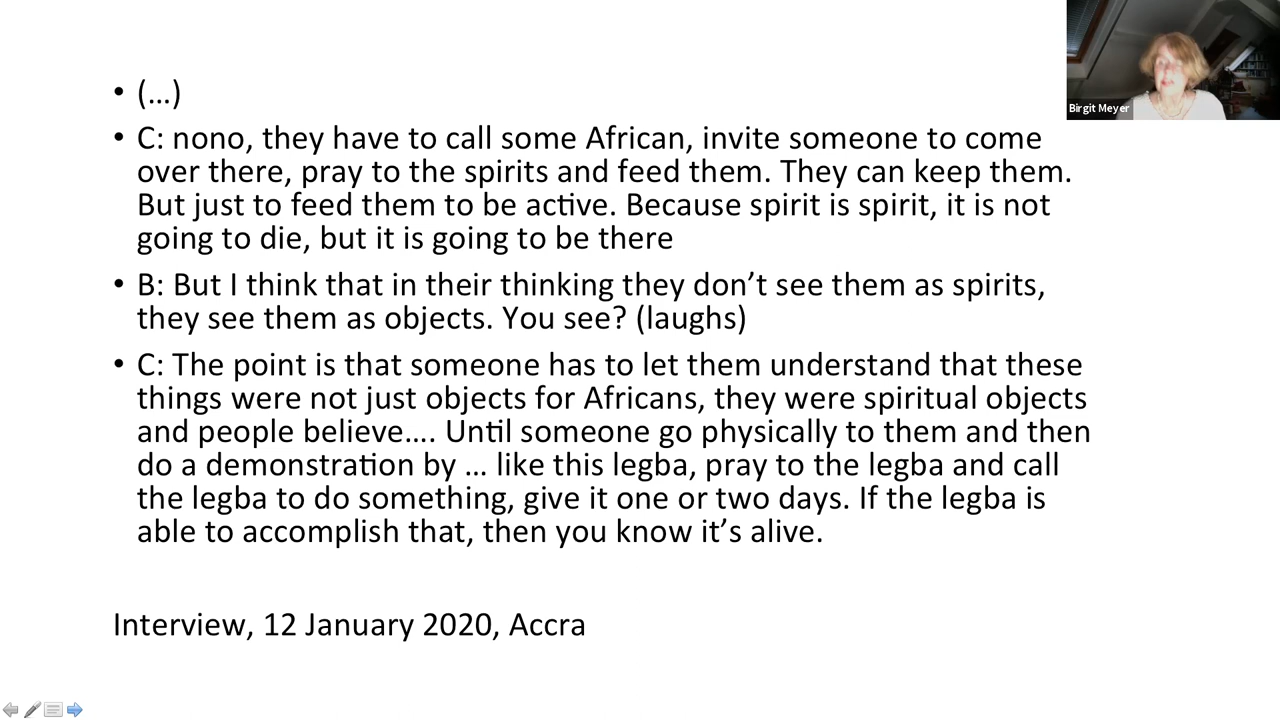 • (...)
• C: nono, they have to call some African, invite someone to come
over there, pray to the spirits and feed them. They can keep them.
But just to feed them to be active. Because spirit is spirit, it is not
going to die, but it is going to be there
• B: But I think that in their thinking they don’t see them as spirits,
they see them as objects. You see? (laughs)
• C: The point is that someone has to let them understand that these
things were not just objects for Africans, they were spiritual objects
and people believe.... Until someone go physically to them and then
do a demonstration by ... like this legba, pray to the legba and call
the legba to do something, give it one or two days. If the legba is
able to accomplish that, then you know it’s alive.
Interview, 12 January 2020, Accra
Birgit Meyer